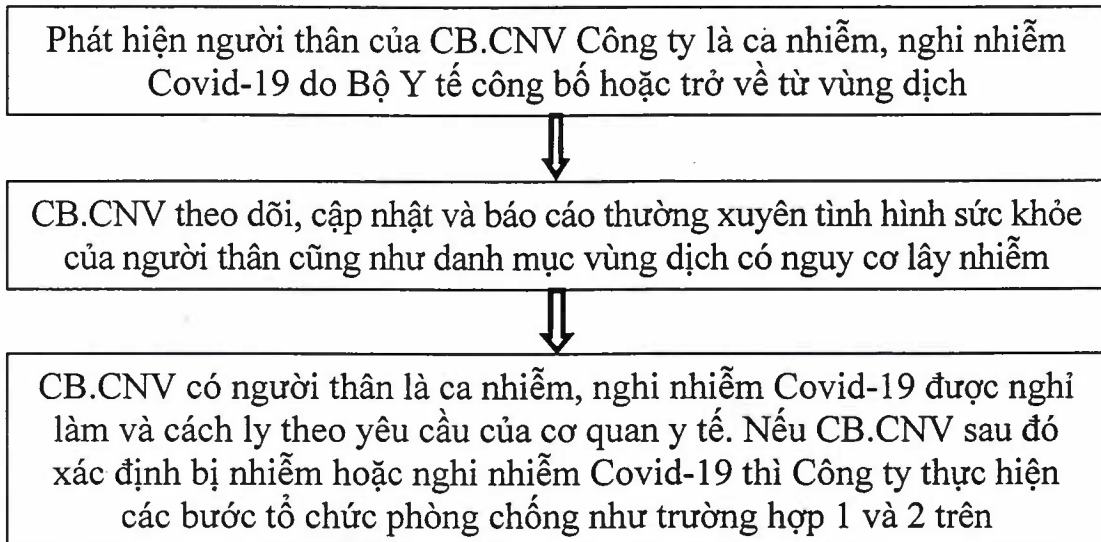 Phát hiện người thân của CB.CNV Công ty là ca nhiễm, nghi nhiễm
Covid-19 do Bộ Y tế công bố hoặc trở về từ vùng dịch
CB.CNV theo dõi, cập nhật và báo cáo thường xuyên tình hình sức khỏe
của người thân cũng như danh mục vùng dịch có nguy cơ lây nhiễm
CB.CNV có người thân là ca nhiễm, nghi nhiễm Covid-19 được nghỉ
làm và cách ly theo yêu cầu của cơ quan y tế. Nếu CB.CNV sau đó
xác định bị nhiễm hoặc nghi nhiễm Covid-19 thì Công ty thực hiện
các bước tổ chức phòng chống như trường hợp 1 và 2 trên